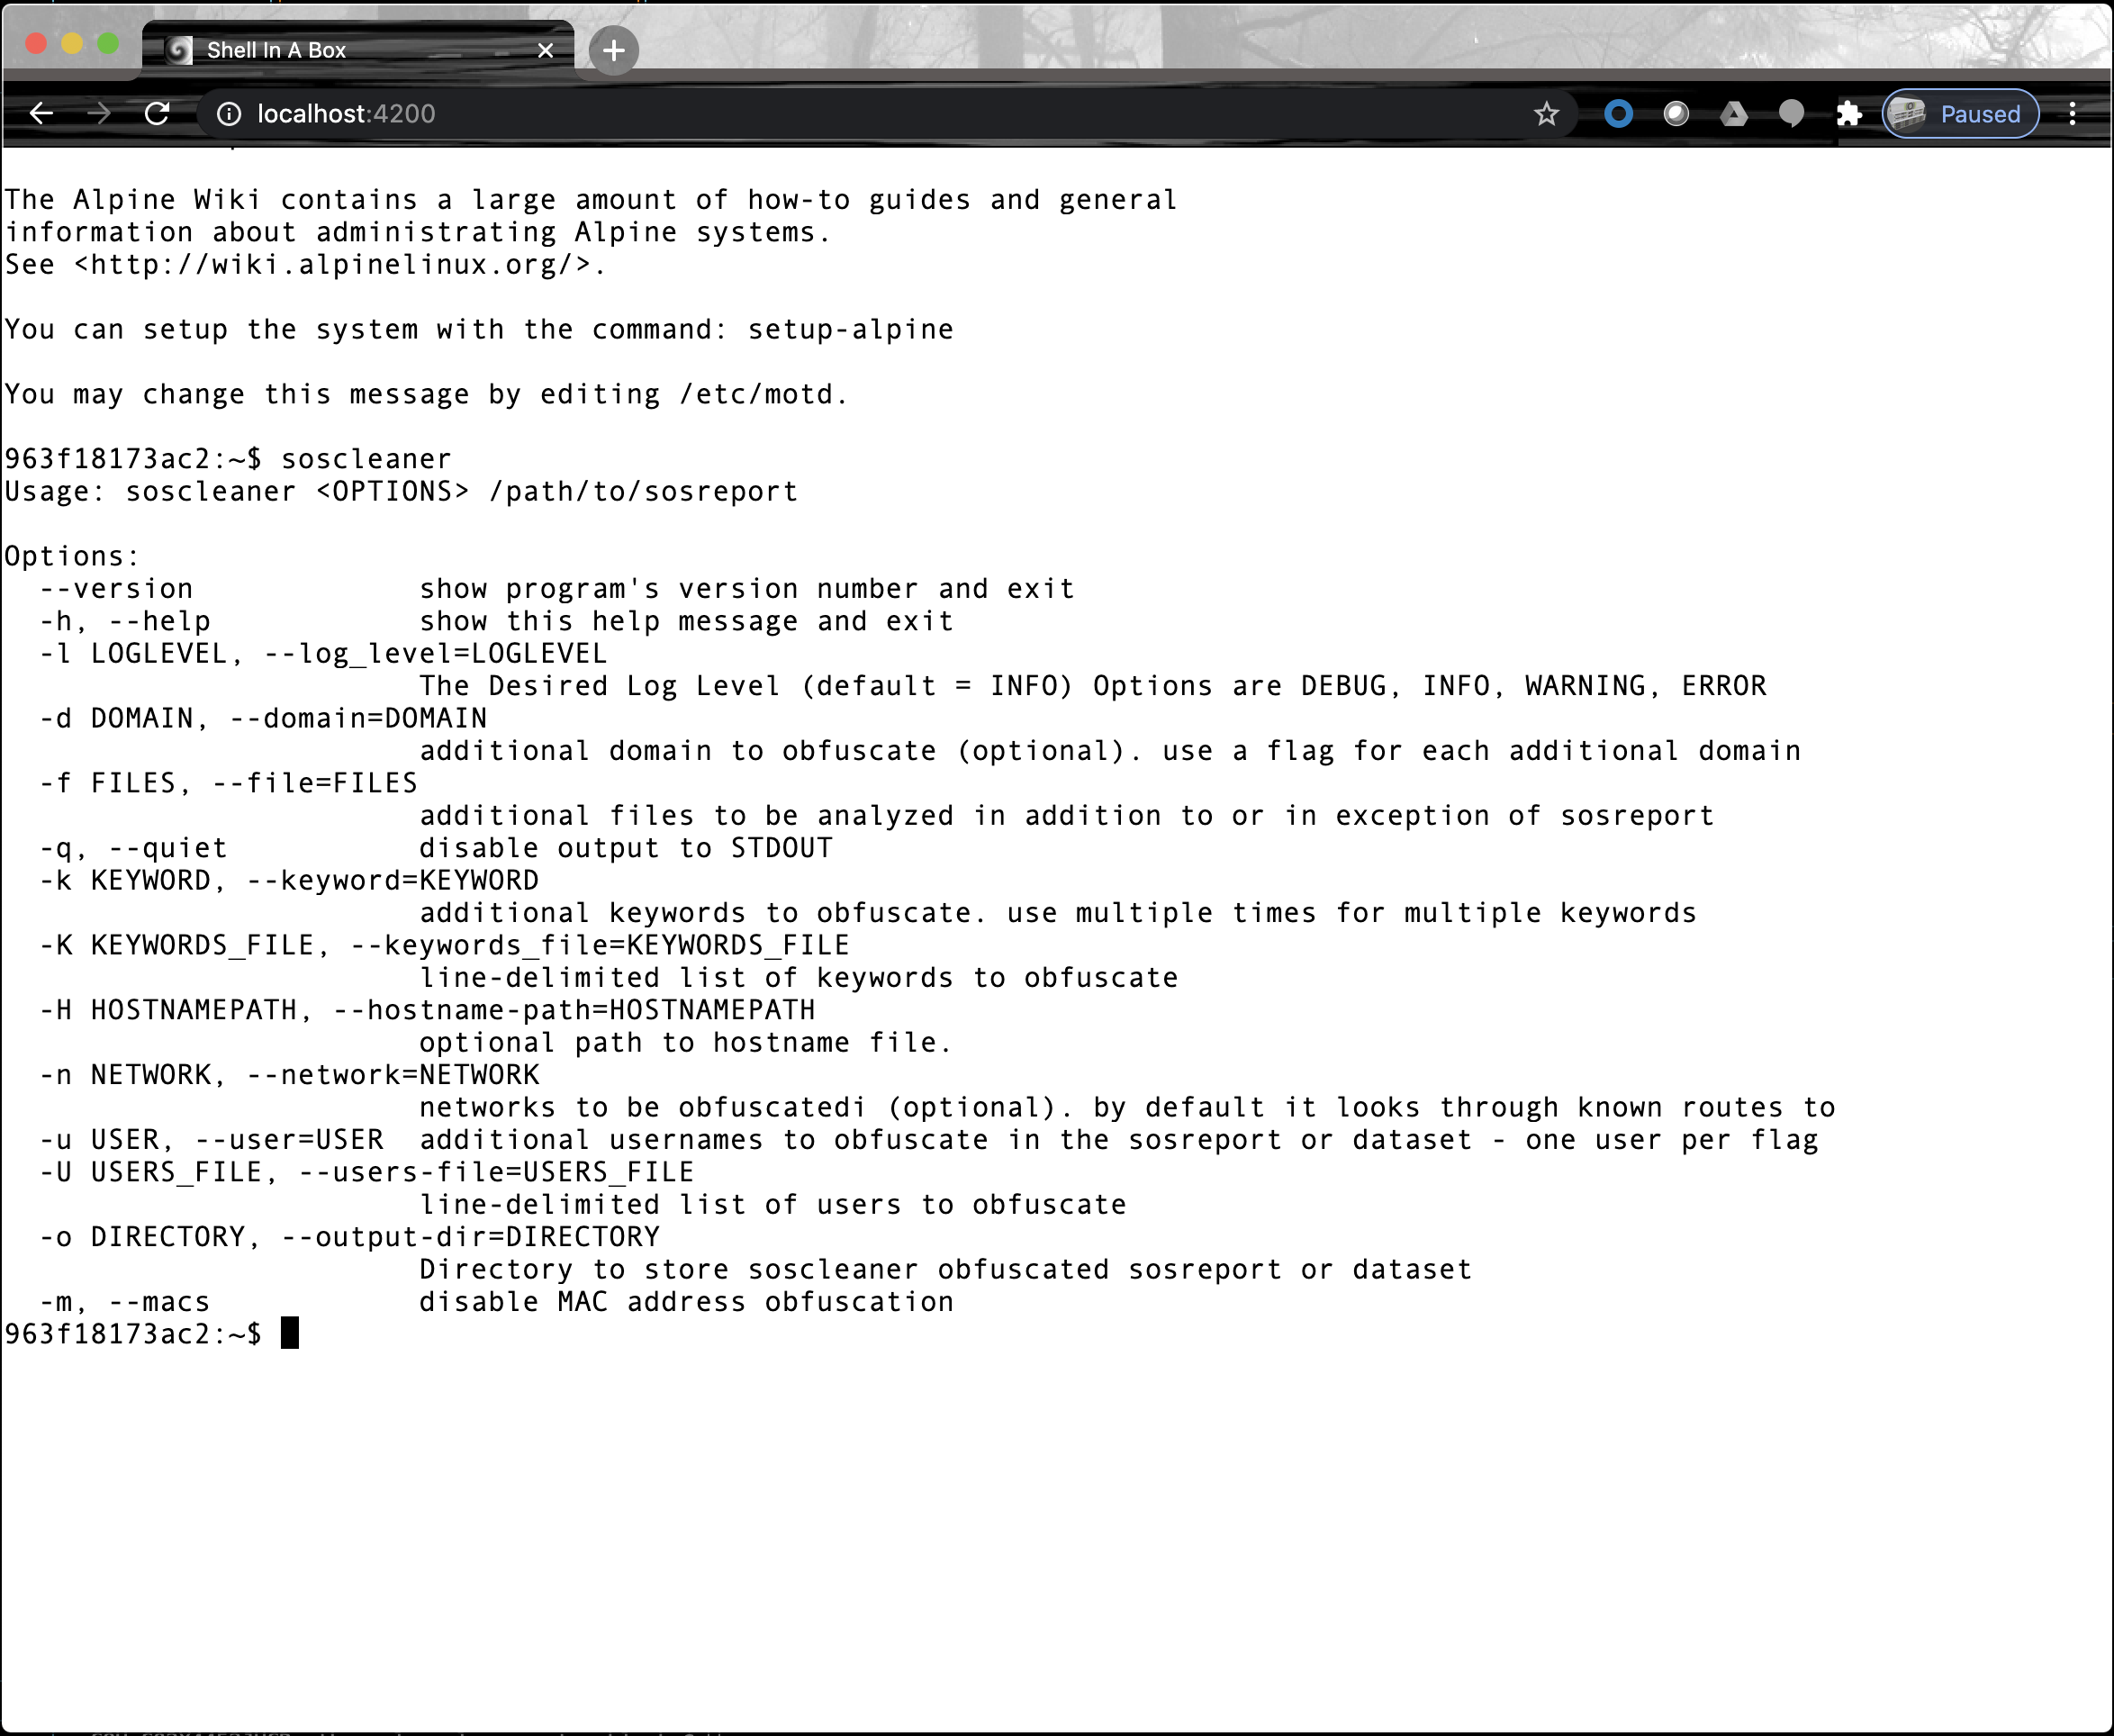 Shell In A Box
localhost:4200
Paused
The Alpine Wiki contains a large amount of how-to guides and general
information about administrating Alpine systems.
See <http://wiki.alpinelinux.org/>.
You can setup the system with the command: setup-alpine
You may change this message by editing /etc/motd.
963f18173ac2:~$ soscleaner
Usage: soscleaner <OPTIONS> /path/to/sosreport
Options:
--version show program's version number and exit
-h, --help show this help message and exit
-l LOGLEVEL, --log_level=LOGLEVEL
The Desired Log Level (default = INFO) Options are DEBUG, INFO, WARNING, ERROR
-d DOMAIN, --domain=DOMAIN
additional domain to obfuscate (optional). use a flag for each additional domain
-f FILES, --file=FILES
additional files to be analyzed in addition to or in exception of sosreport
-q, --quiet disable output to STDOUT
-k KEYWORD, --keyword=KEYWORD
additional keywords to obfuscate. use multiple times for multiple keywords
-K KEYWORDS_FILE, --keywords_file=KEYWORDS_FILE
line-delimited list of keywords to obfuscate
-H HOSTNAMEPATH, --hostname-path=HOSTNAMEPATH
optional path to hostname file.
-n NETWORK, --network=NETWORK
networks to be obfuscatedi (optional). by default it looks through known routes to
-u USER, --user=USER additional usernames to obfuscate in the sosreport or dataset - one user per flag
-U USERS_FILE, --users-file=USERS_FILE
line-delimited list of users to obfuscate
-o DIRECTORY, --output-dir=DIRECTORY
Directory to store soscleaner obfuscated sosreport or dataset
-m, --macs disable MAC address obfuscation
963f18173ac2:~$